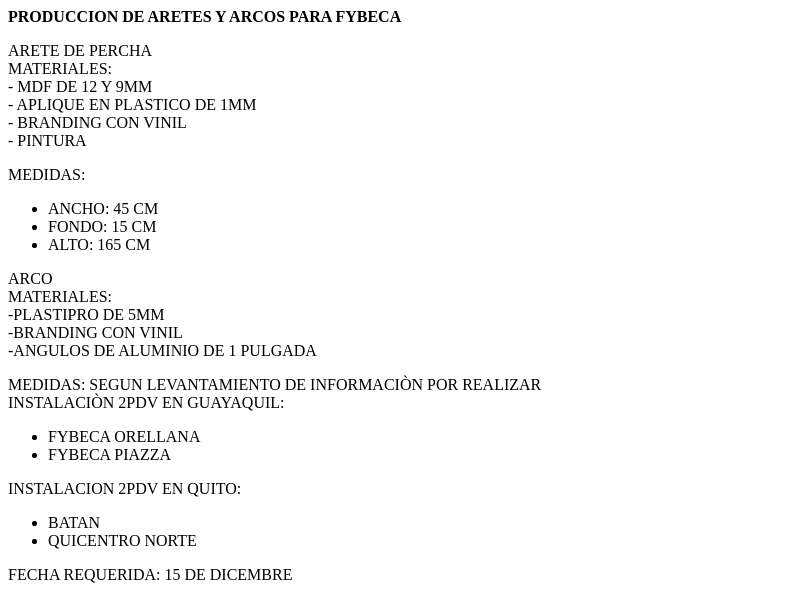 PRODUCCION DE ARETES Y ARCOS PARA FYBECA
ARETE DE PERCHA
MATERIALES:
- MDF DE 12 Y 9MM
- APLIQUE EN PLASTICO DE 1MM
- BRANDING CON VINIL
- PINTURA
MEDIDAS:
• ANCHO: 45 CM
• FONDO: 15 CM
• ALTO: 165 CM
ARCO
MATERIALES:
-PLASTIPRO DE 5MM
-BRANDING CON VINIL
-ANGULOS DE ALUMINIO DE 1 PULGADA
MEDIDAS: SEGUN LEVANTAMIENTO DE INFORMACIÒN POR REALIZAR
INSTALACIÒN 2PDV EN GUAYAQUIL:
• FYBECA ORELLANA
• FYBECA PIAZZA
INSTALACION 2PDV EN QUITO:
• BATAN
• QUICENTRO NORTE
FECHA REQUERIDA: 15 DE DICEMBRE